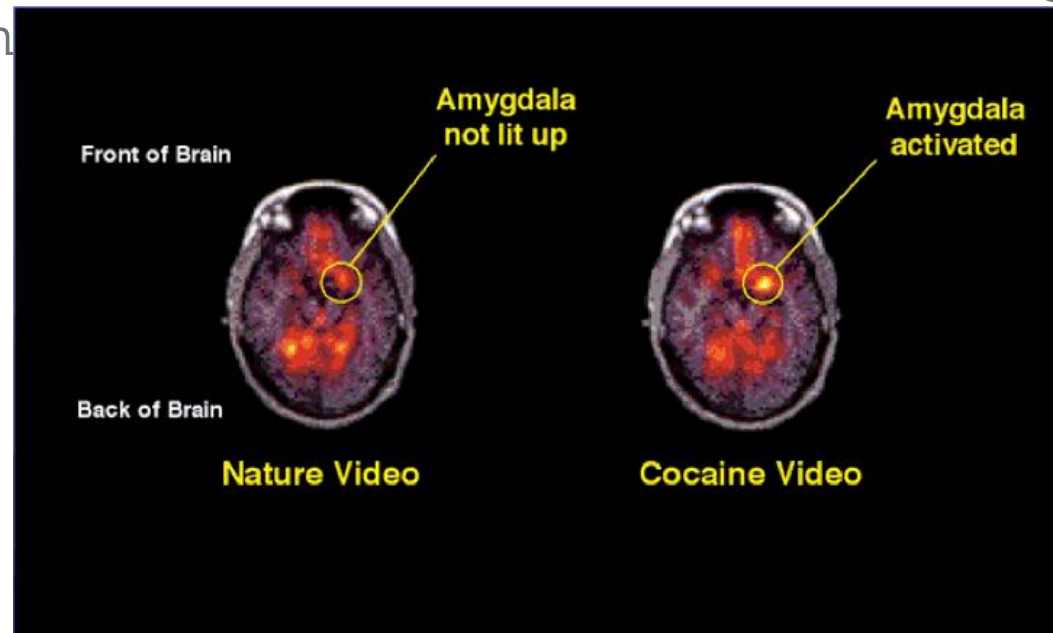 Amygdala
not lit up
Amygdala
activated
Front of Brain
Back of Brain
Nature Video
Cocaine Video